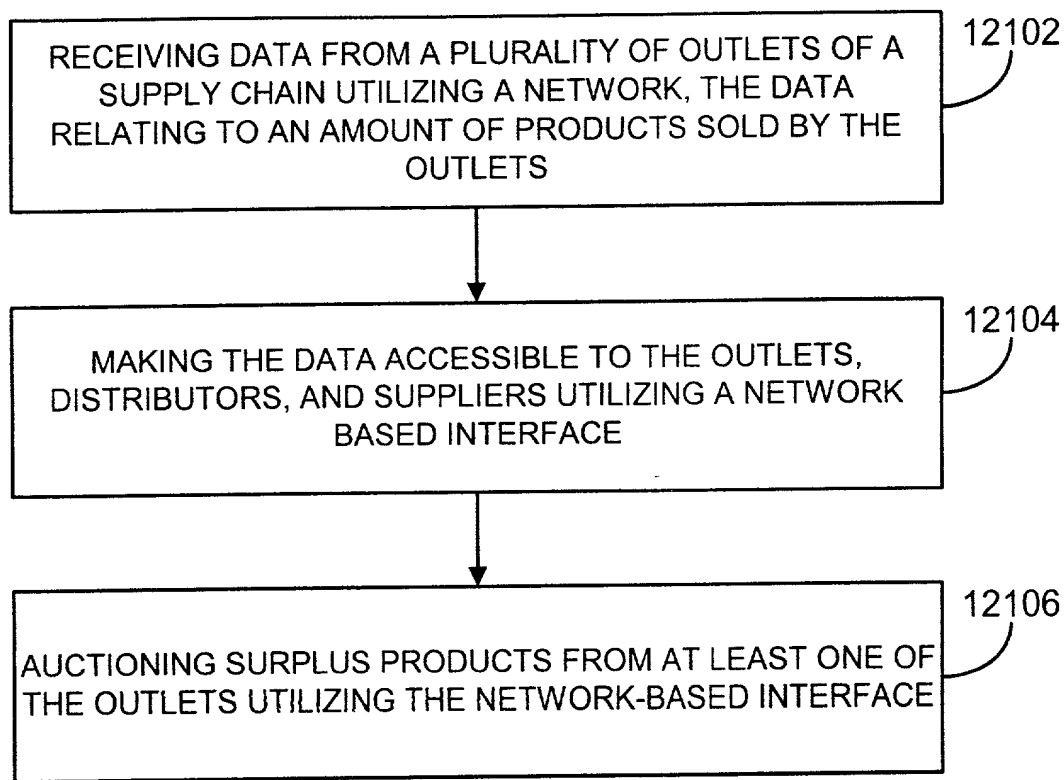 12102
RECEIVING DATA FROM A PLURALITY OF OUTLETS OF A
SUPPLY CHAIN UTILIZING A NETWORK, THE DATA
RELATING TO AN AMOUNT OF PRODUCTS SOLD BY THE
OUTLETS
12104
MAKING THE DATA ACCESSIBLE TO THE OUTLETS,
DISTRIBUTORS, AND SUPPLIERS UTILIZING A NETWORK
BASED INTERFACE
12106
AUCTIONING SURPLUS PRODUCTS FROM AT LEAST ONE OF
THE OUTLETS UTILIZING THE NETWORK-BASED INTERFACE